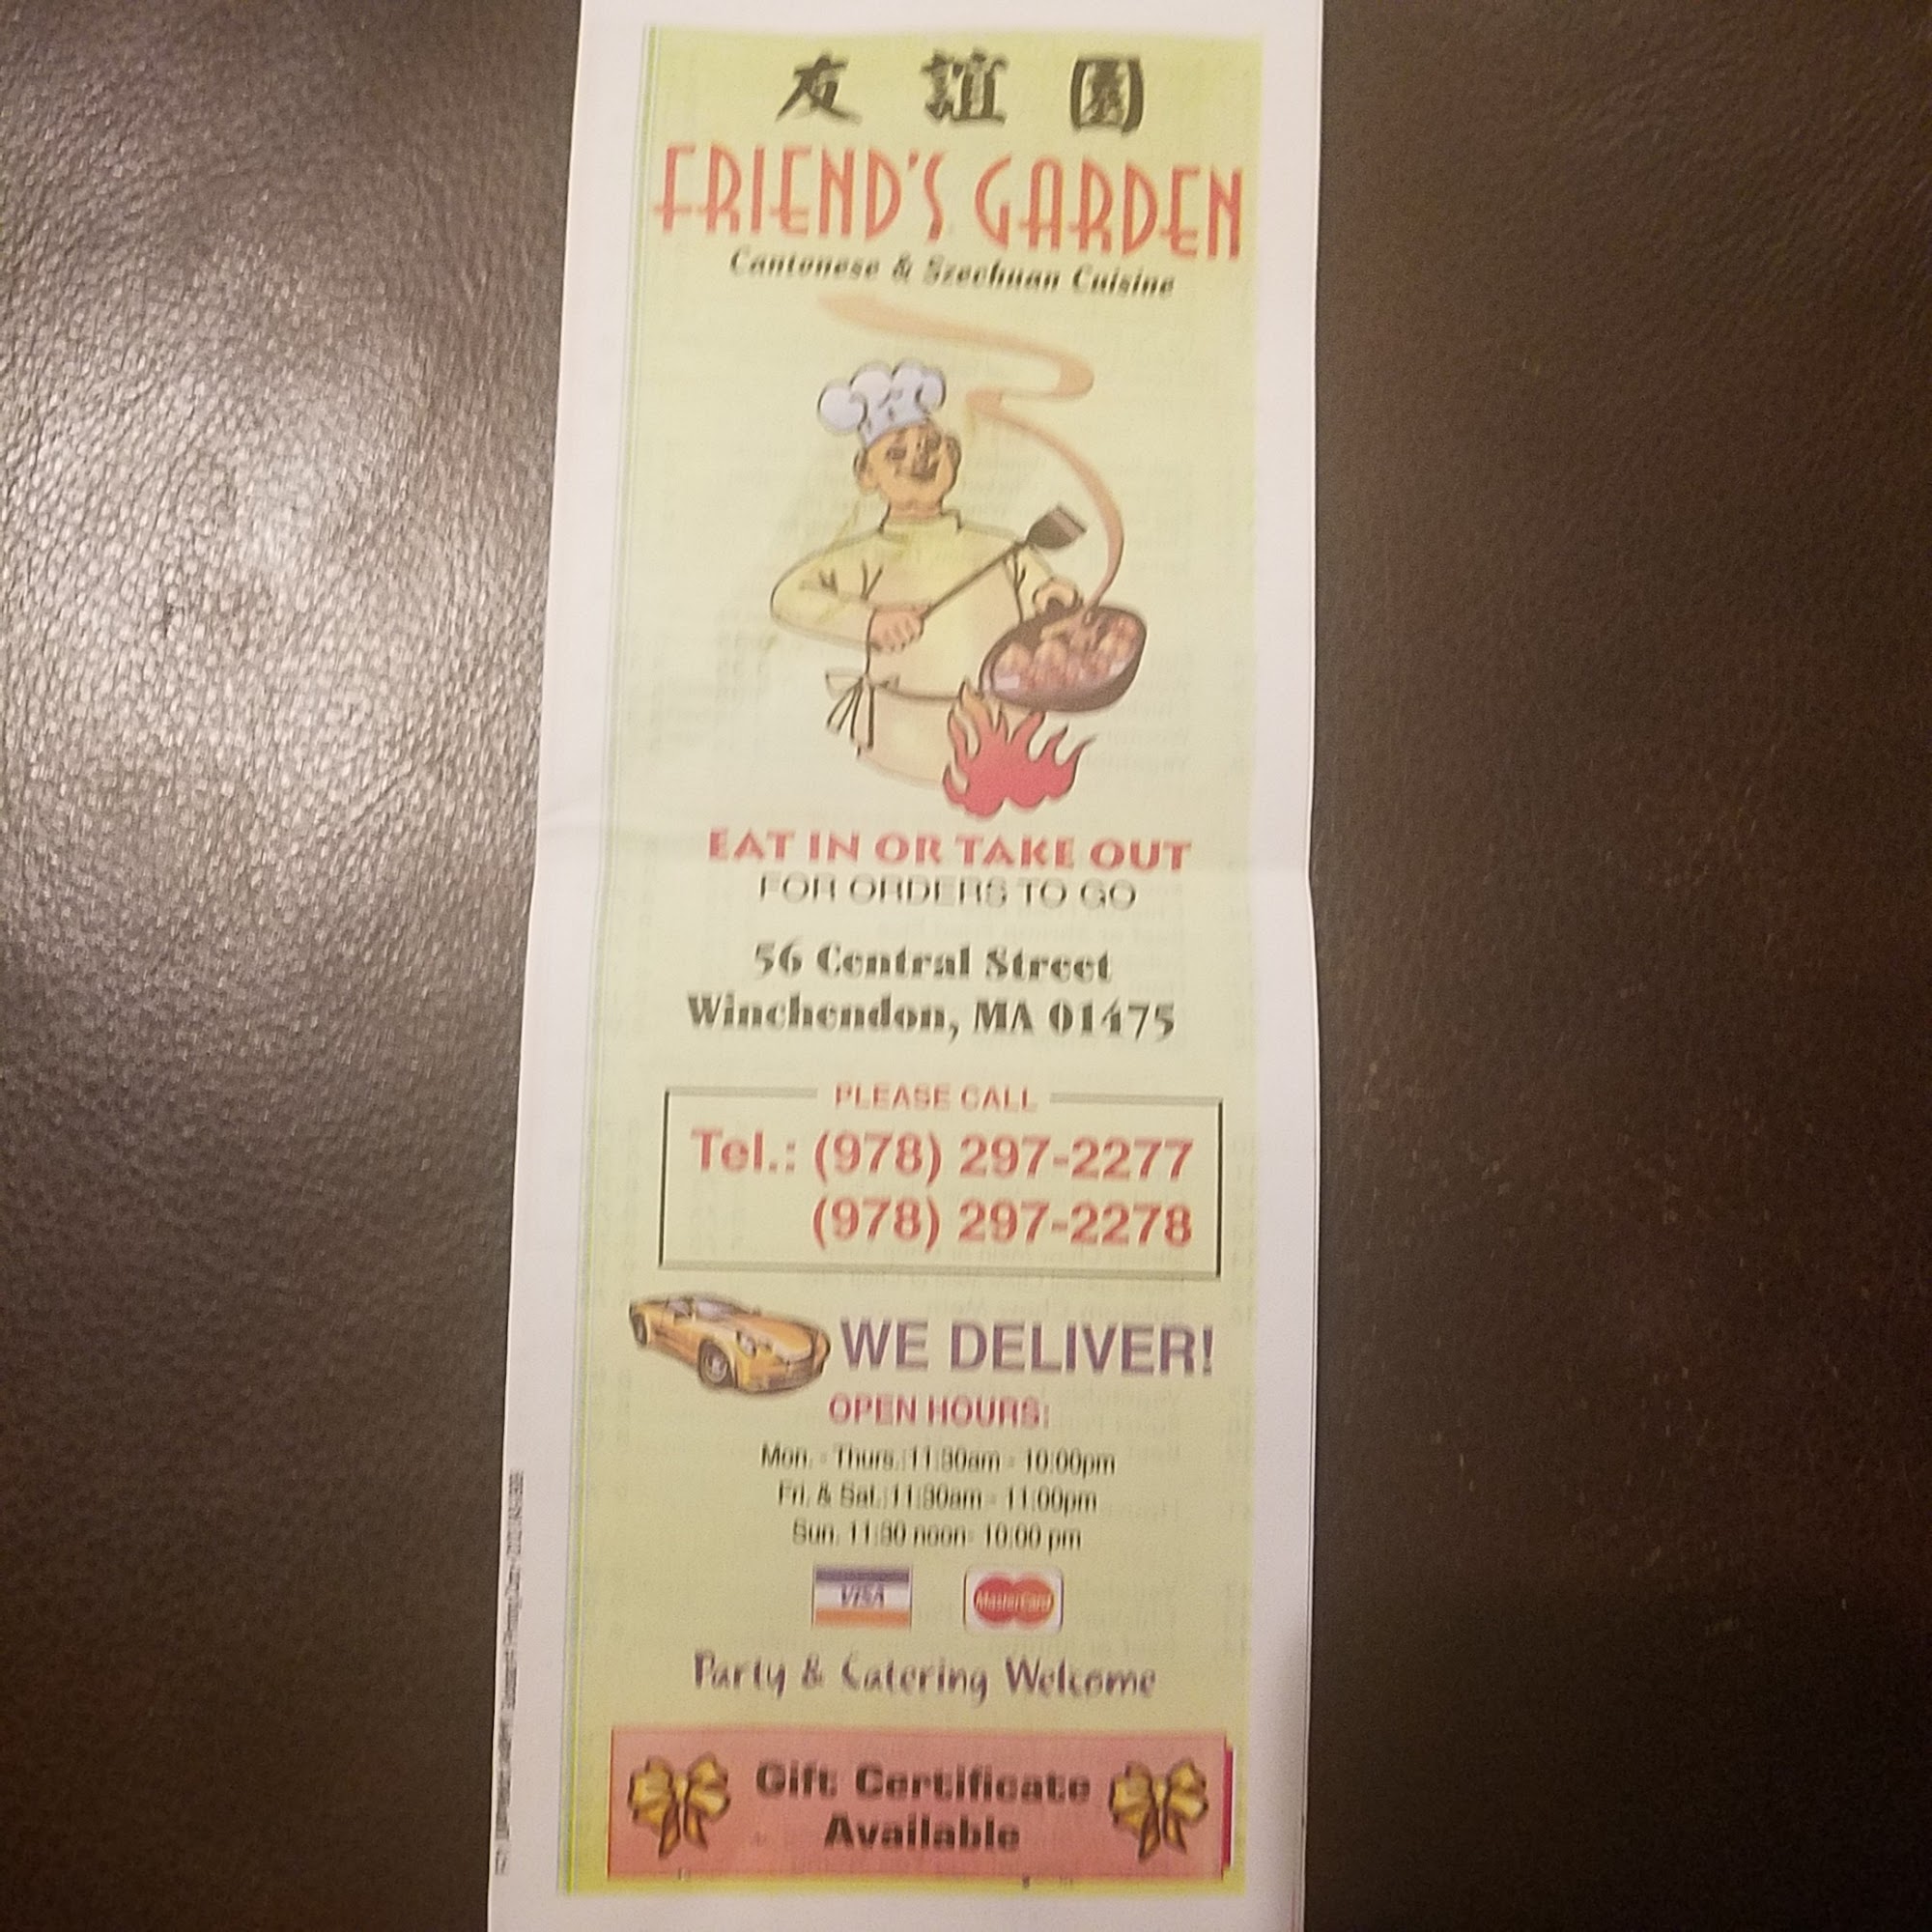 友誼園
FRIEND'S GARDEN
Cantonese & Szechuan Cuisine
EAT IN OR TAKE OUT
FOR ORDERS TO GO
56 Central Street
Winchendon, MA 01475
PLEASE CALL
Tel.: (978) 297-2277
(978) 297-2278
WE DELIVER!
OPEN HOURS:
Mon. - Thurs.:11:30am - 10:00pm
Fri. & Sat.:11:30am - 11:00pm
Sun. 11:30 noon- 10:00 pm
VISA
MasterCard
Party & Catering Welcome
Gift Certificate
Available